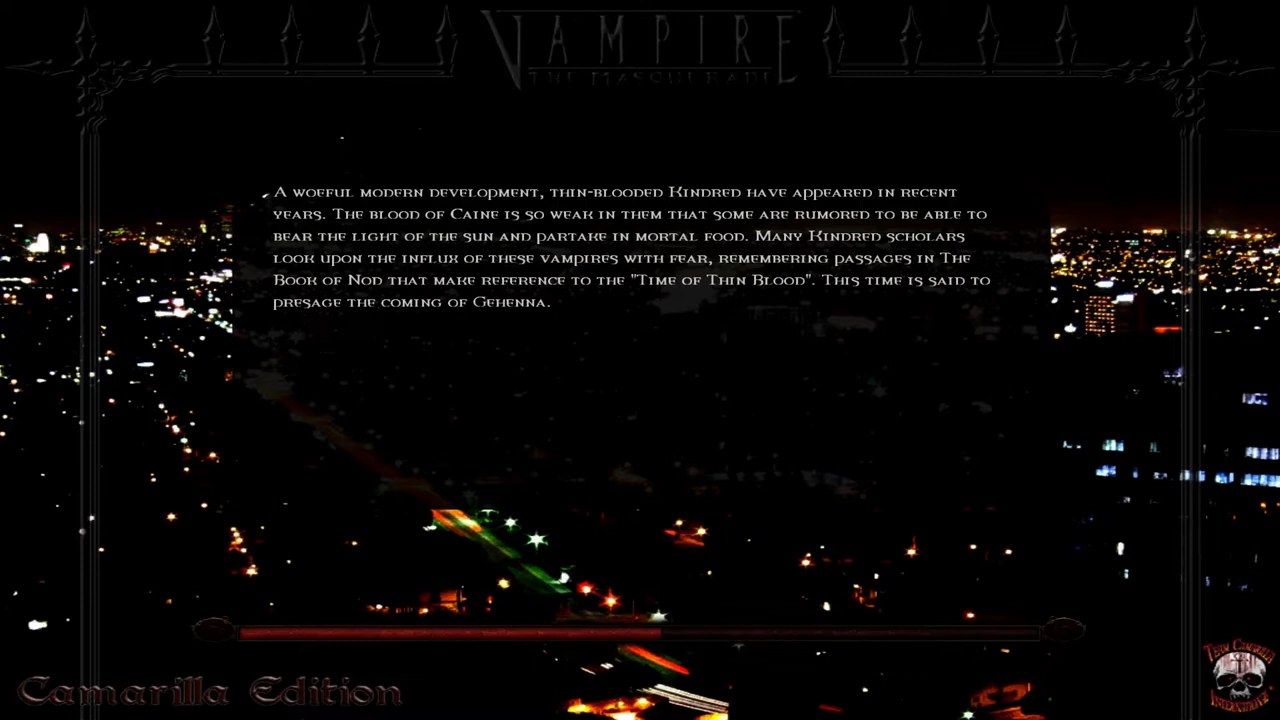 VAMPIRE
THE MASQUERADE
A woeful modern development, thin-blooded Kindred have appeared in recent
years. The blood of Caine is so weak in them that some are rumored to be able to
bear the light of the sun and partake in mortal food. Many Kindred scholars
look upon the influx of these vampires with fear, remembering passages in The
Book of Nod that make reference to the "Time of Thin Blood". This time is said to
presage the coming of Gehenna.
Camarilla Edition
Team Camarilla